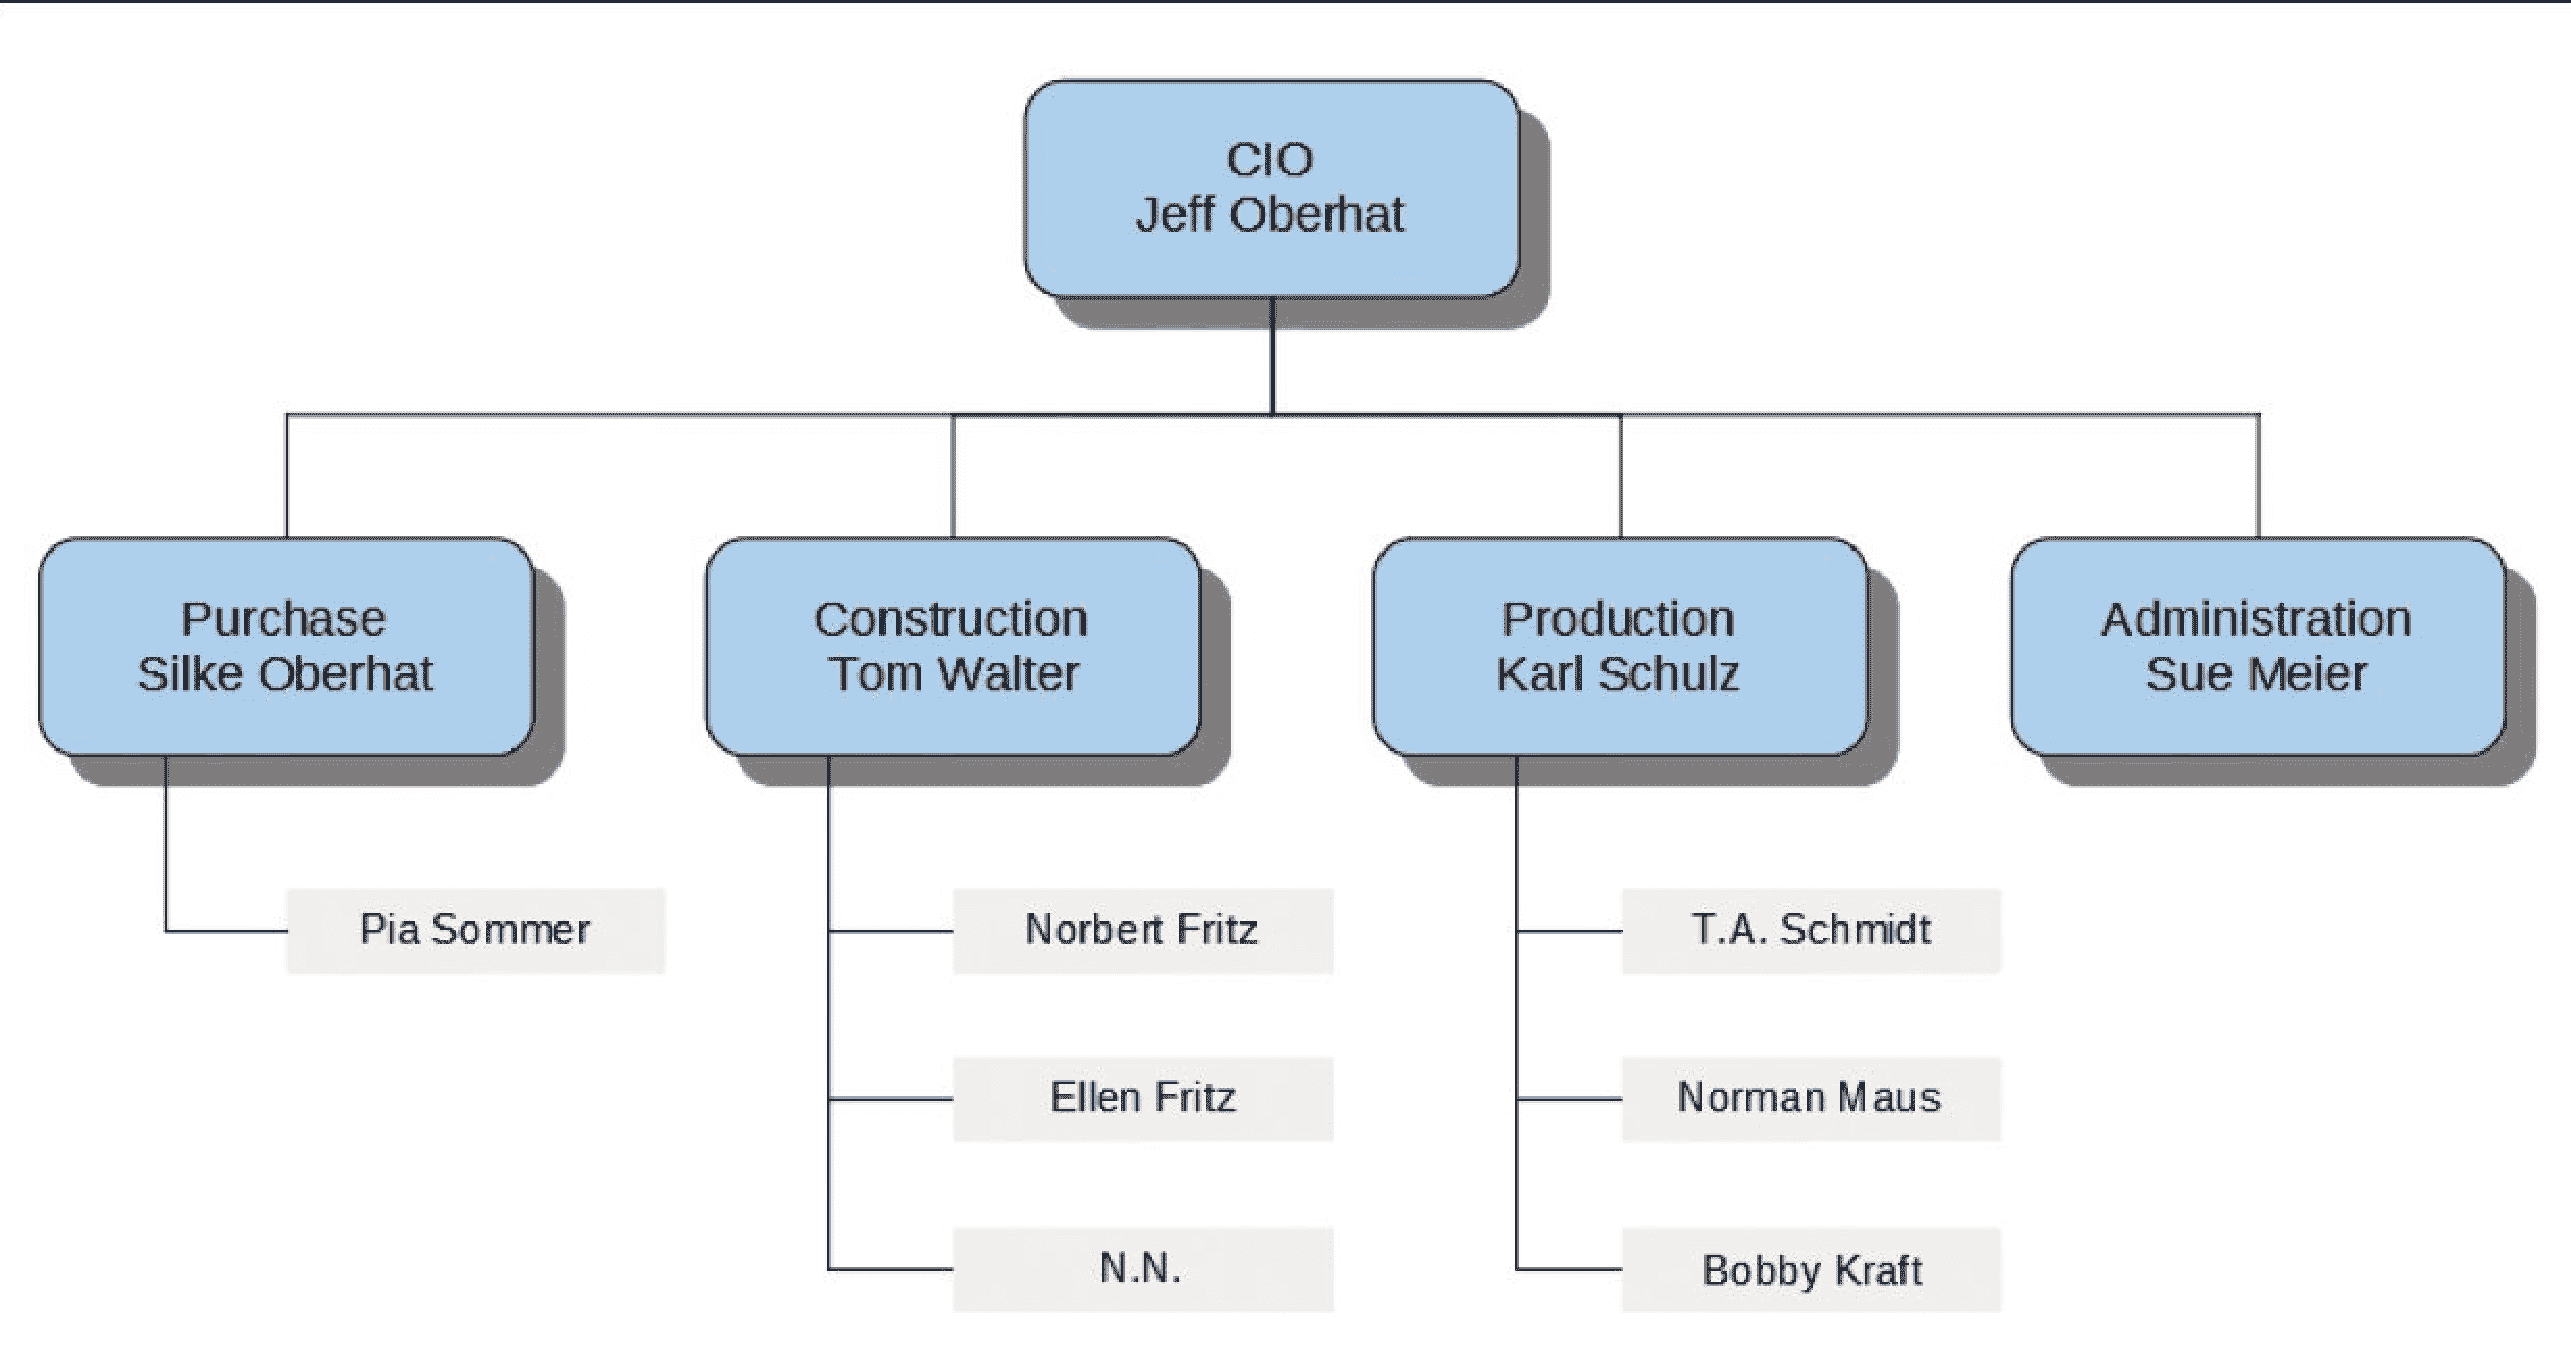 CIO
Jeff Oberhat
Purchase
Silke Oberhat
Construction
Tom Walter
Production
Karl Schulz
Administration
Sue Meier
Pia Sommer
Norbert Fritz
T.A. Schmidt
Ellen Fritz
Norman Maus
N.N.
Bobby Kraft